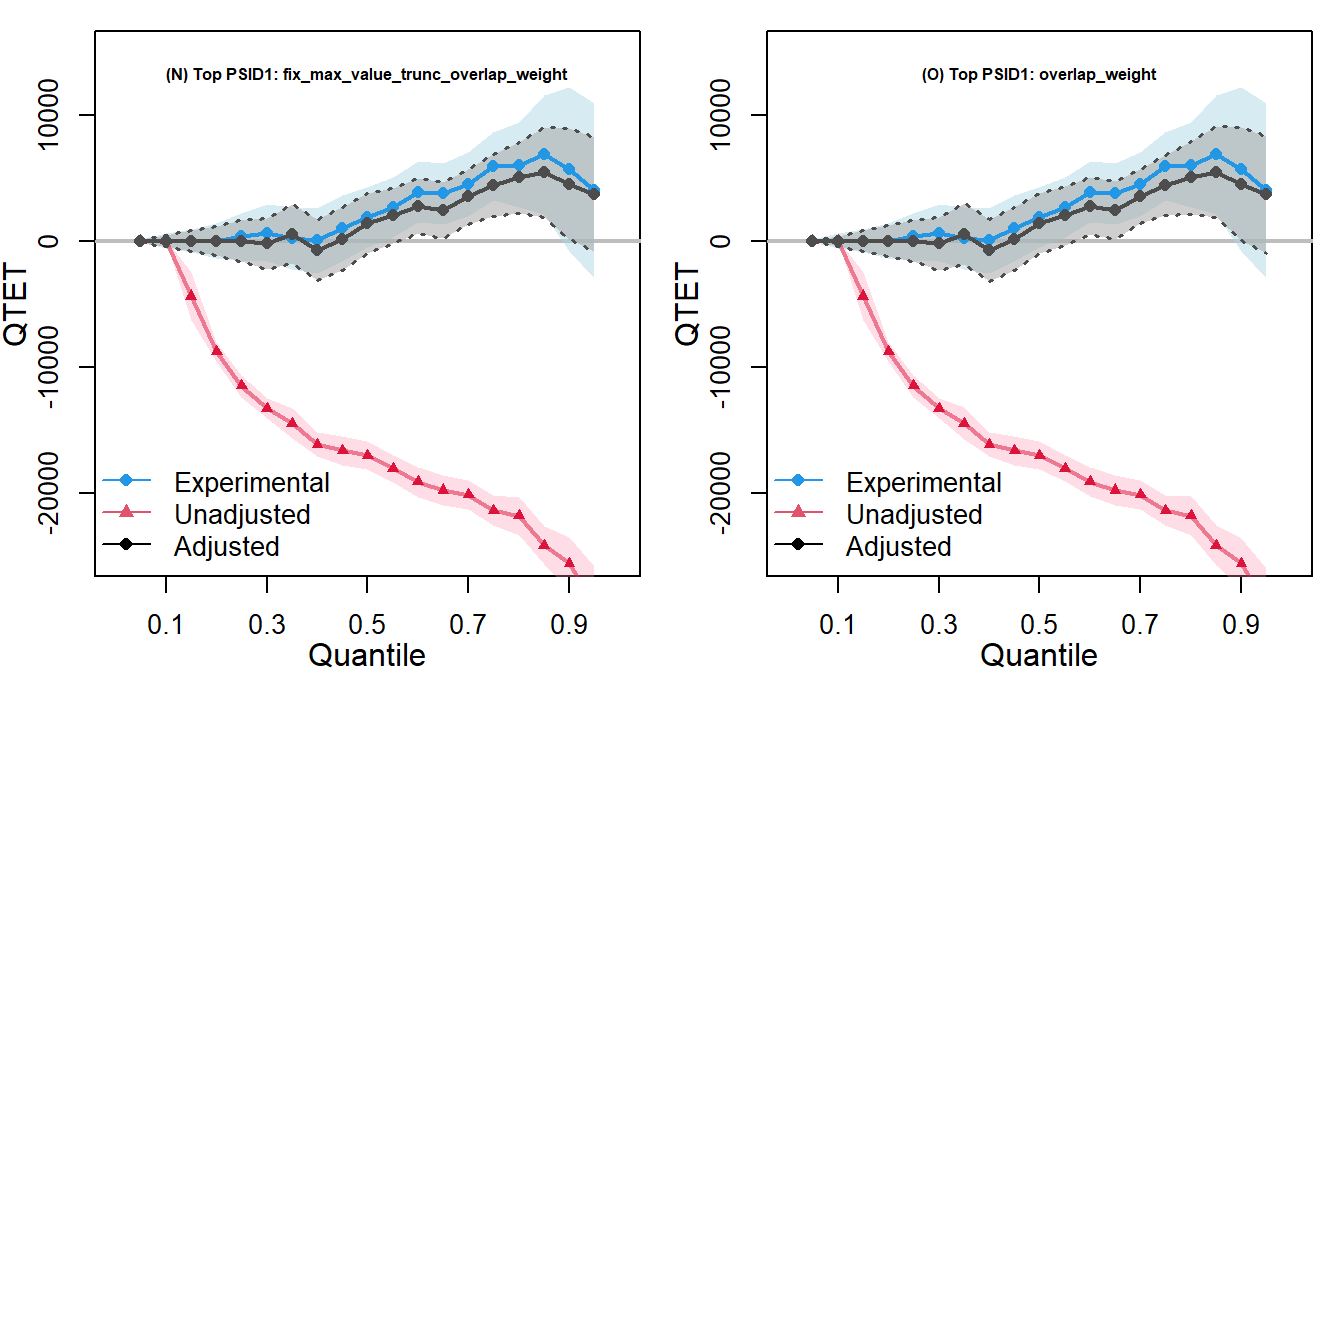 (N) Top PSID1: fix_max_value_trunc_overlap_weight
QTET
10000
0
-10000
-20000
Experimental
Unadjusted
Adjusted
0.1 0.3 0.5 0.7 0.9
Quantile
(O) Top PSID1: overlap_weight
QTET
10000
0
-10000
-20000
Experimental
Unadjusted
Adjusted
0.1 0.3 0.5 0.7 0.9
Quantile